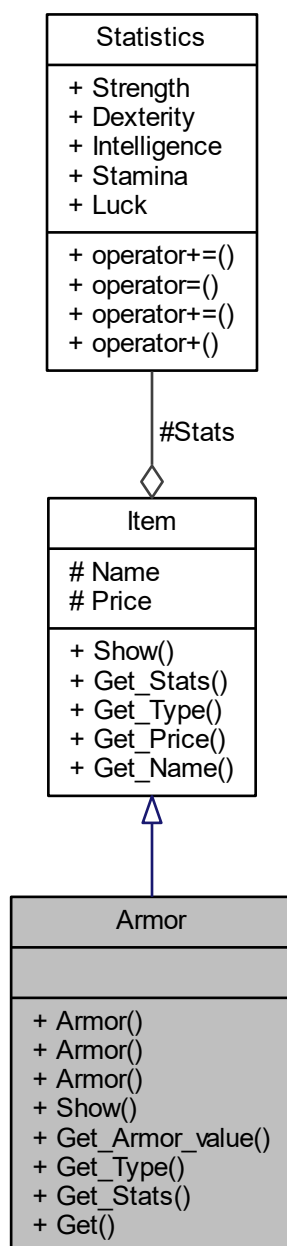 Statistics
+ Strength
+ Dexterity
+ Intelligence
+ Stamina
+ Luck
+ operator+=()
+ operator=()
+ operator+=()
+ operator+()
#Stats
Item
# Name
# Price
+ Show()
+ Get_Stats()
+ Get_Type()
+ Get_Price()
+ Get_Name()
Armor
+ Armor()
+ Armor()
+ Armor()
+ Show()
+ Get_Armor_value()
+ Get_Type()
+ Get_Stats()
+ Get()